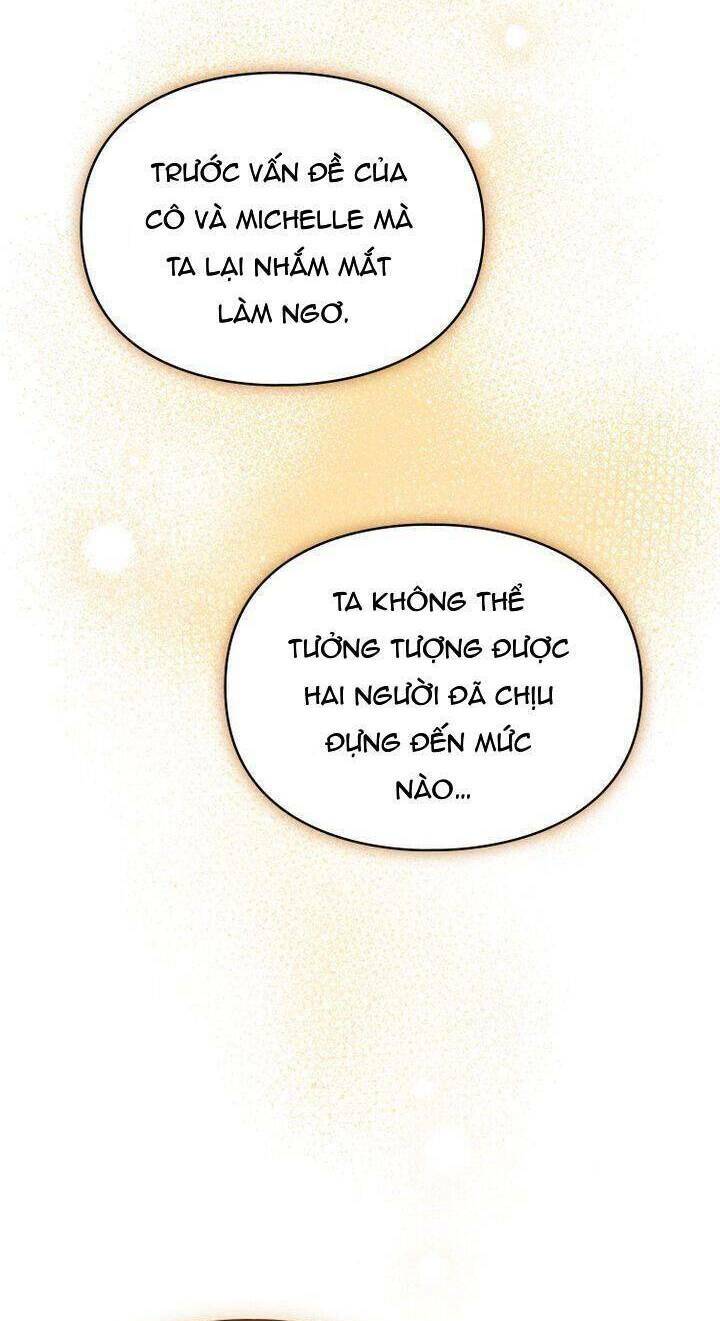 TRƯỚC VẤN ĐỀ CỦA
CÔ VÀ MICHELLE MÀ
TA LẠI NHẮM MẮT
LÀM NGƠ.
TA KHÔNG THỂ
TƯỞNG TƯỢNG ĐƯỢC
HAI NGƯỜI ĐÃ CHỊU
ĐỰNG ĐẾN MỨC
NÀO...